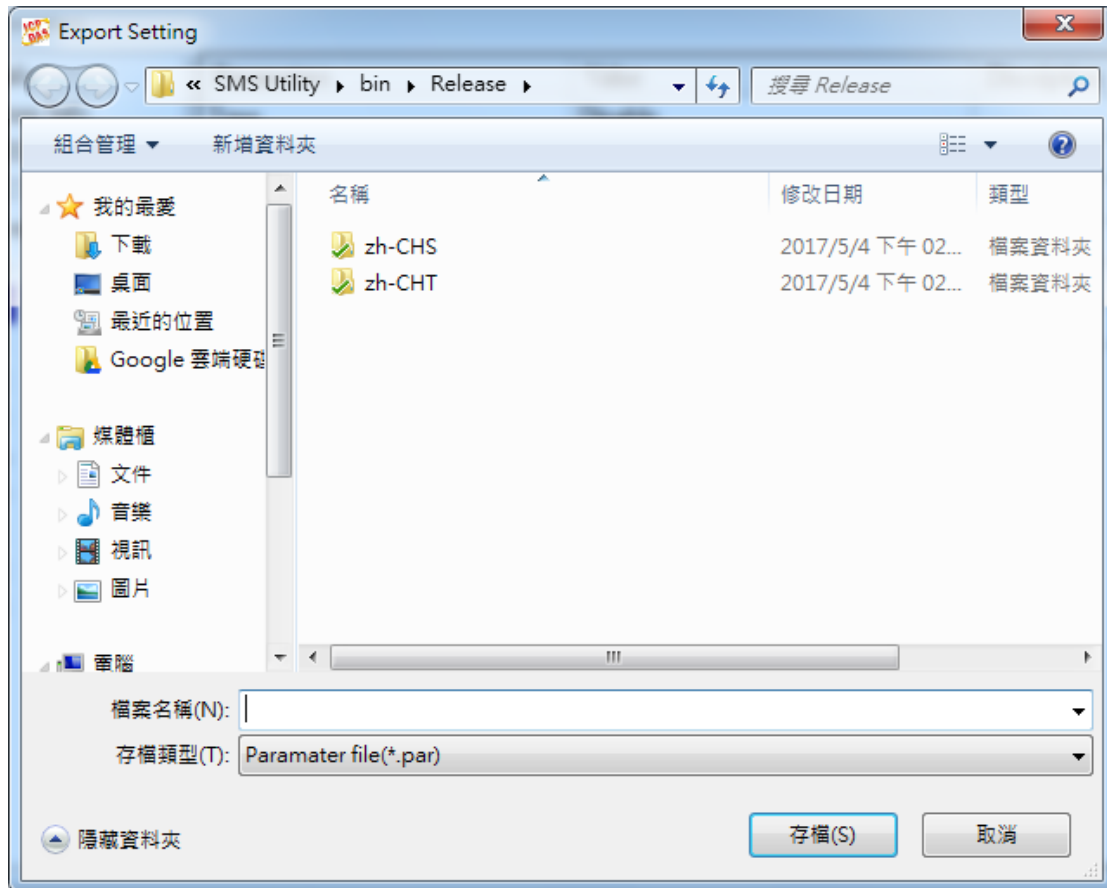 ICP DAS Export Setting
« SMS Utility bin Release 搜尋 Release
組合管理 新增資料夾
我的最愛
下載
桌面
最近的位置
Google 雲端硬碟
媒體櫃
文件
音樂
視訊
圖片
電腦
名稱 修改日期 類型
zh-CHS 2017/5/4 下午 02... 檔案資料夾
zh-CHT 2017/5/4 下午 02... 檔案資料夾
檔案名稱(N):
存檔類型(T): Paramater file(*.par)
隱藏資料夾 存檔(S) 取消